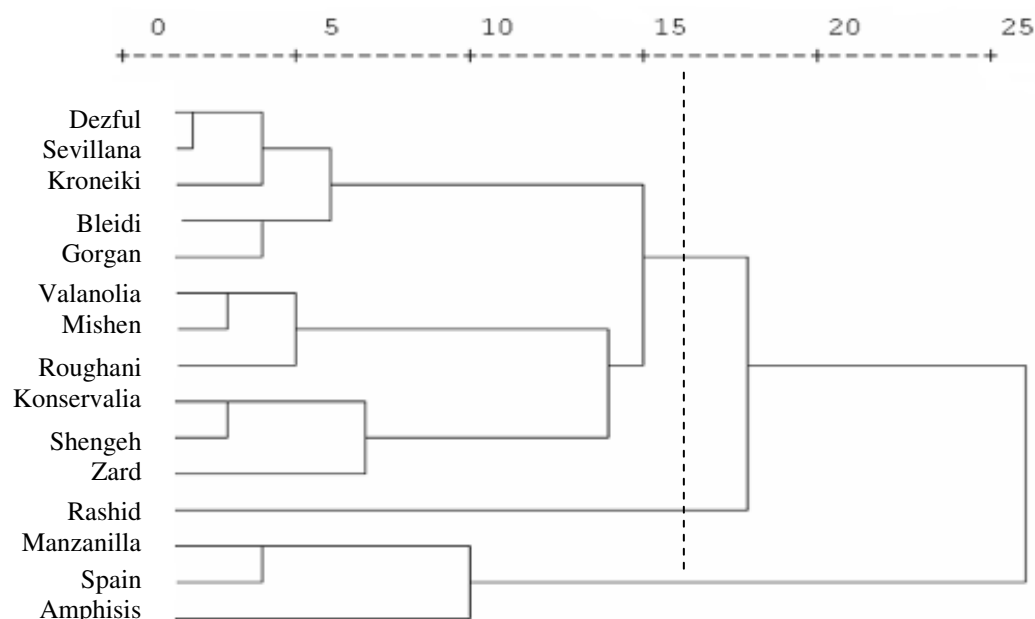 0 5 10 15 20 25
Dezful
Sevillana
Kroneiki
Bleidi
Gorgan
Valanolia
Mishen
Roughani
Konservalia
Shengeh
Zard
Rashid
Manzanilla
Spain
Amphisis